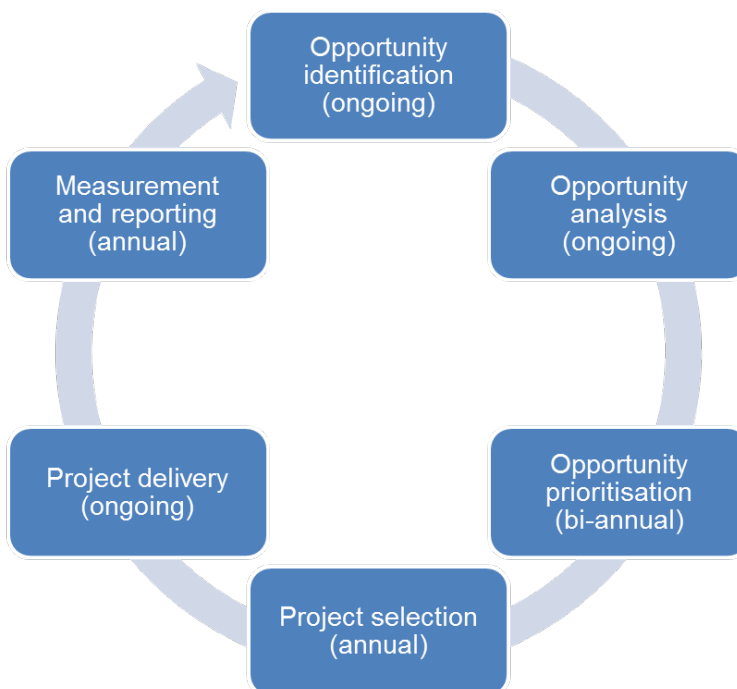 Opportunity
identification
(ongoing)
Opportunity
analysis
(ongoing)
Opportunity
prioritisation
(bi-annual)
Project selection
(annual)
Project delivery
(ongoing)
Measurement
and reporting
(annual)